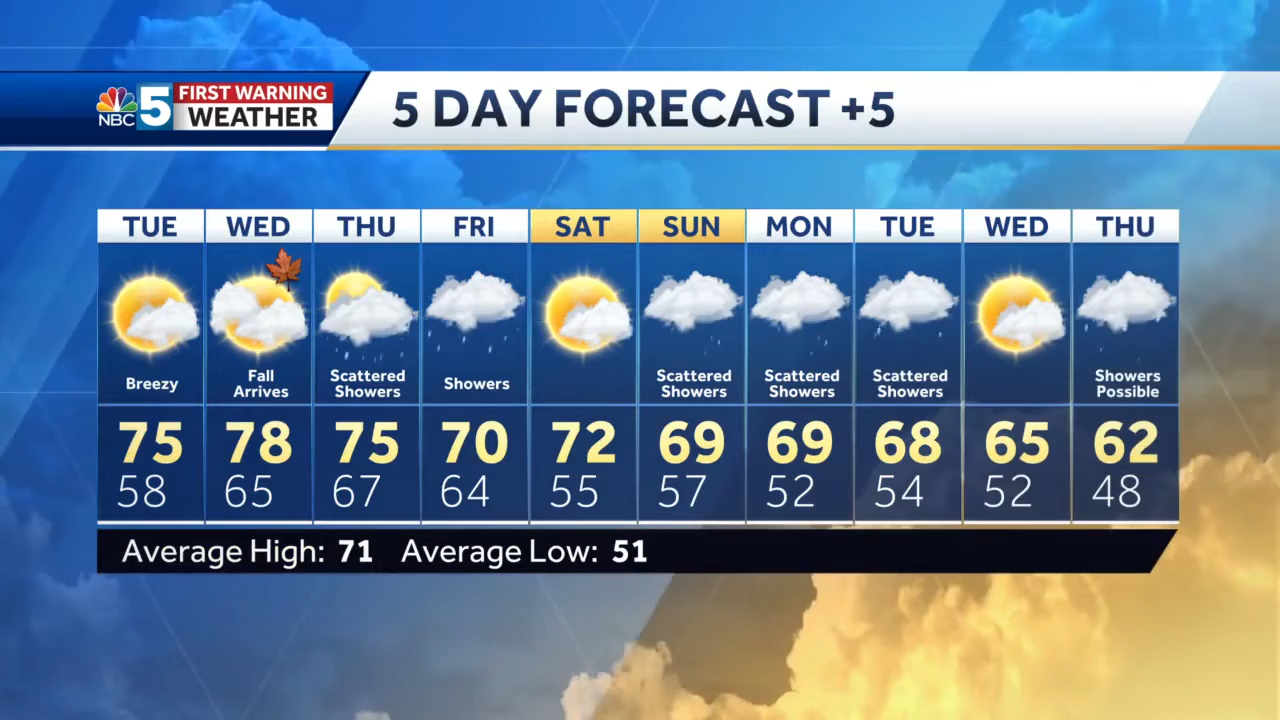 NBC 5 FIRST WARNING WEATHER
5 DAY FORECAST +5
TUE WED THU FRI SAT SUN MON TUE WED THU
Breezy
Fall
Arrives
Scattered
Showers
Showers
Scattered
Showers
Scattered
Showers
Scattered
Showers
Showers
Possible
75 78 75 70 72 69 69 68 65 62
58 65 67 64 55 57 52 54 52 48
Average High: 71 Average Low: 51